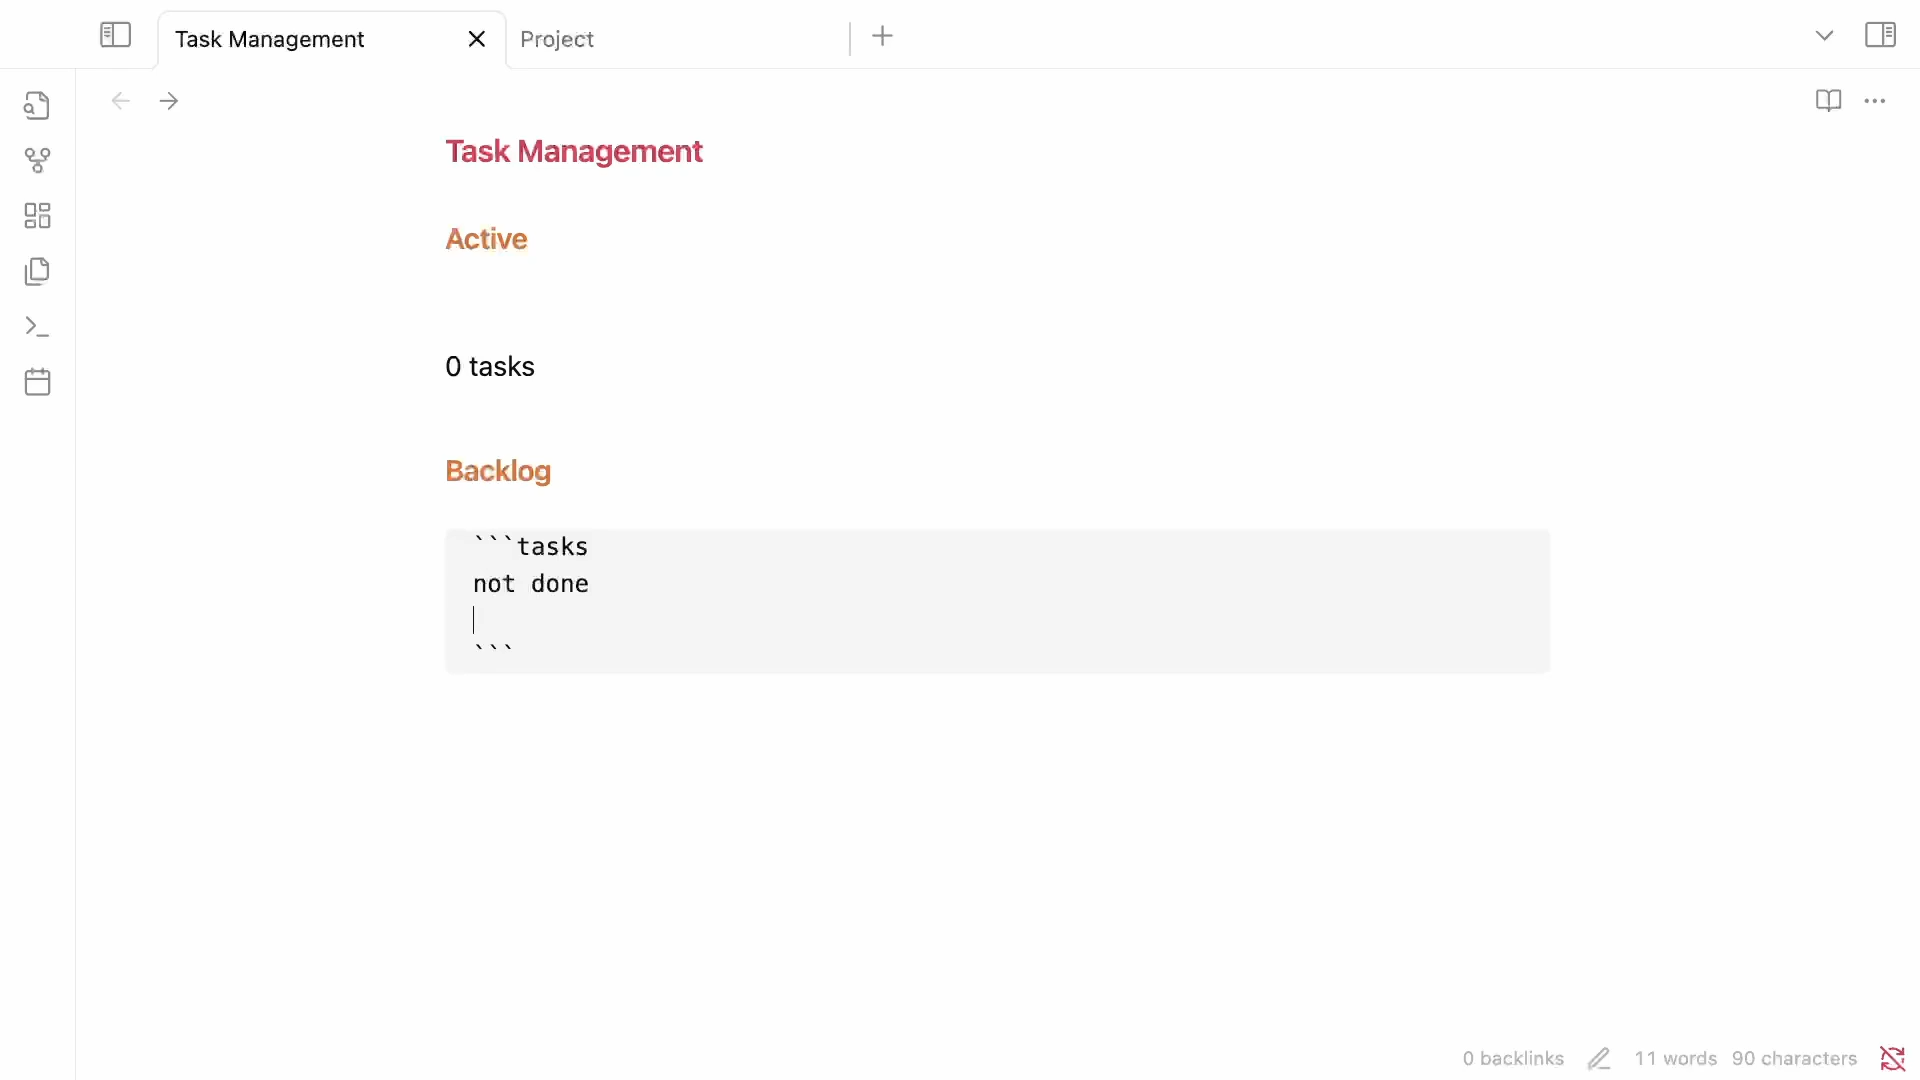 Task Management
Project
Task Management
Active
0 tasks
Backlog
```tasks
not done
```
0 backlinks
11 words
90 characters